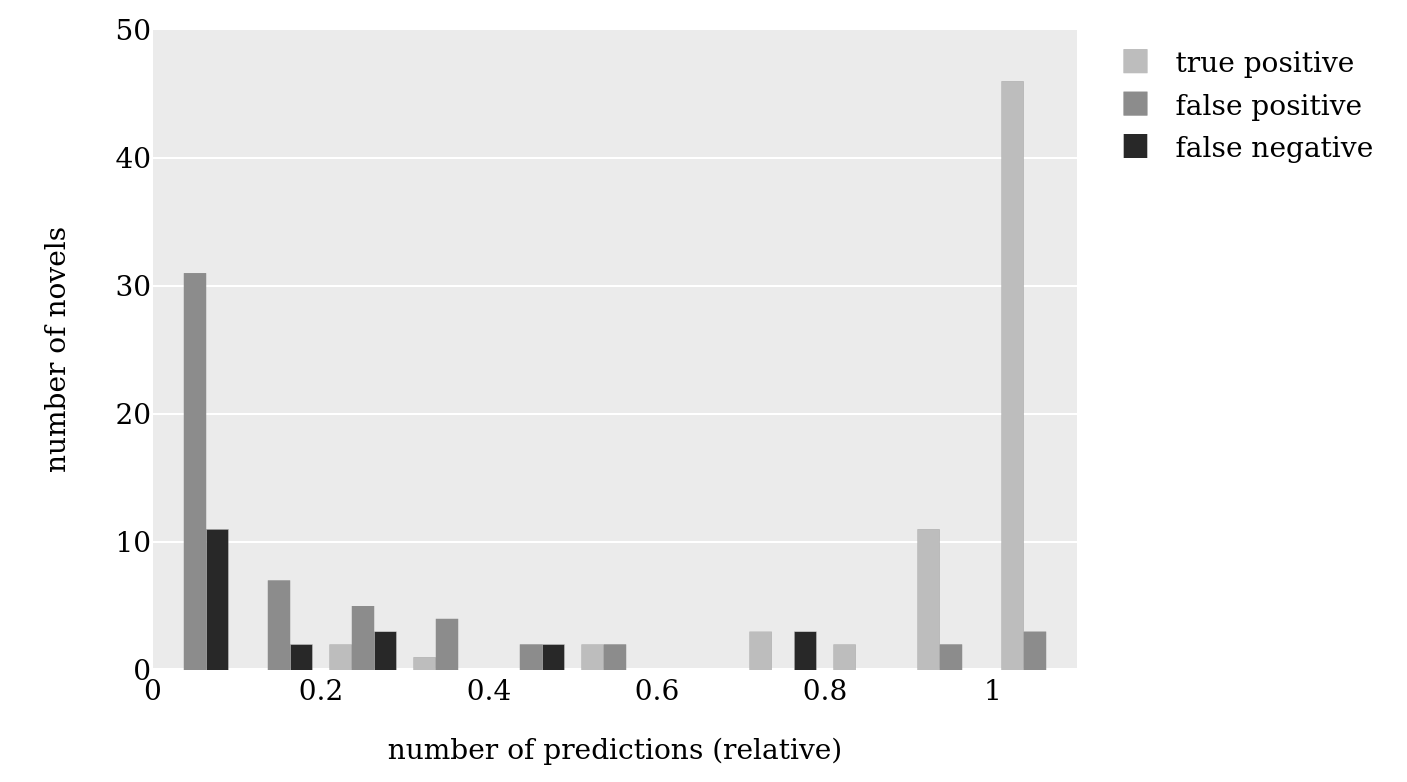 50
40
30
20
10
0
number of novels
0 0.2 0.4 0.6 0.8 1
number of predictions (relative)
true positive
false positive
false negative